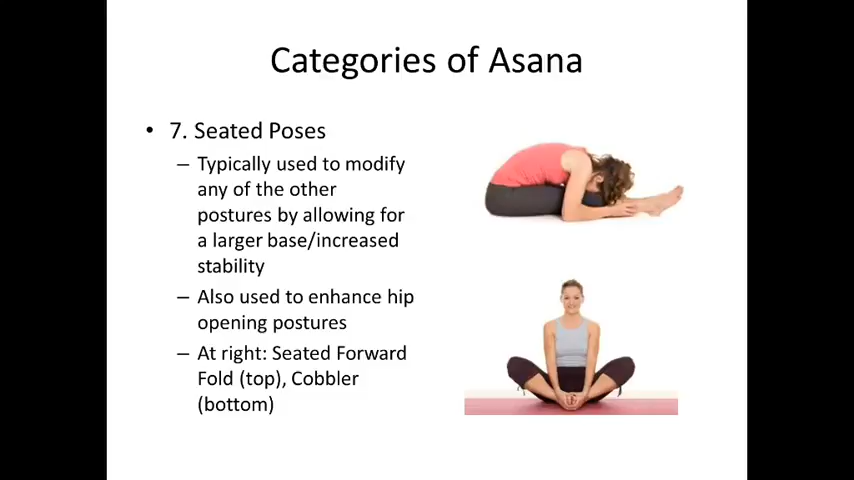 Categories of Asana
• 7. Seated Poses
– Typically used to modify
any of the other
postures by allowing for
a larger base/increased
stability
– Also used to enhance hip
opening postures
– At right: Seated Forward
Fold (top), Cobbler
(bottom)